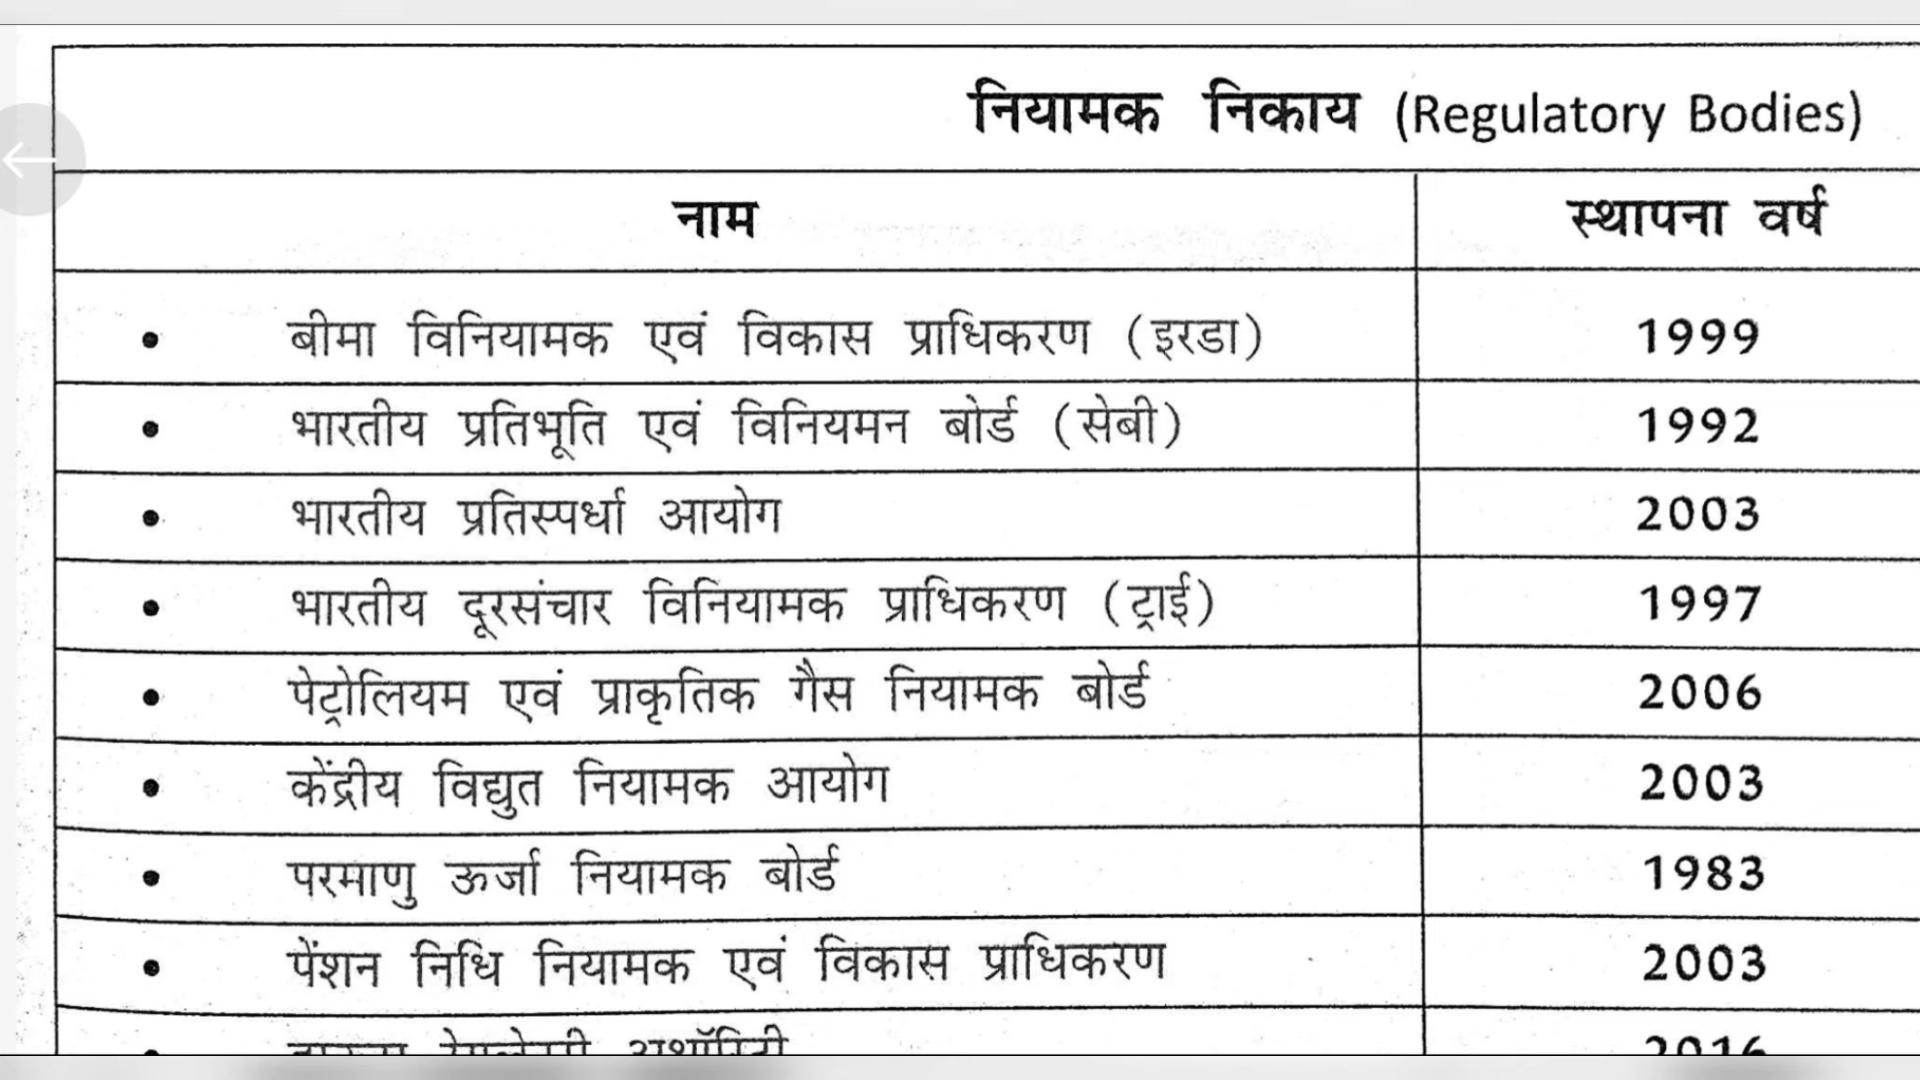 नियामक निकाय (Regulatory Bodies)
नाम स्थापना वर्ष
• बीमा विनियामक एवं विकास प्राधिकरण (इरडा) 1999
• भारतीय प्रतिभूति एवं विनियमन बोर्ड (सेबी) 1992
• भारतीय प्रतिस्पर्धा आयोग 2003
• भारतीय दूरसंचार विनियामक प्राधिकरण (ट्राई) 1997
• पेट्रोलियम एवं प्राकृतिक गैस नियामक बोर्ड 2006
• केंद्रीय विद्युत नियामक आयोग 2003
• परमाणु ऊर्जा नियामक बोर्ड 1983
• पेंशन निधि नियामक एवं विकास प्राधिकरण 2003
• 2016